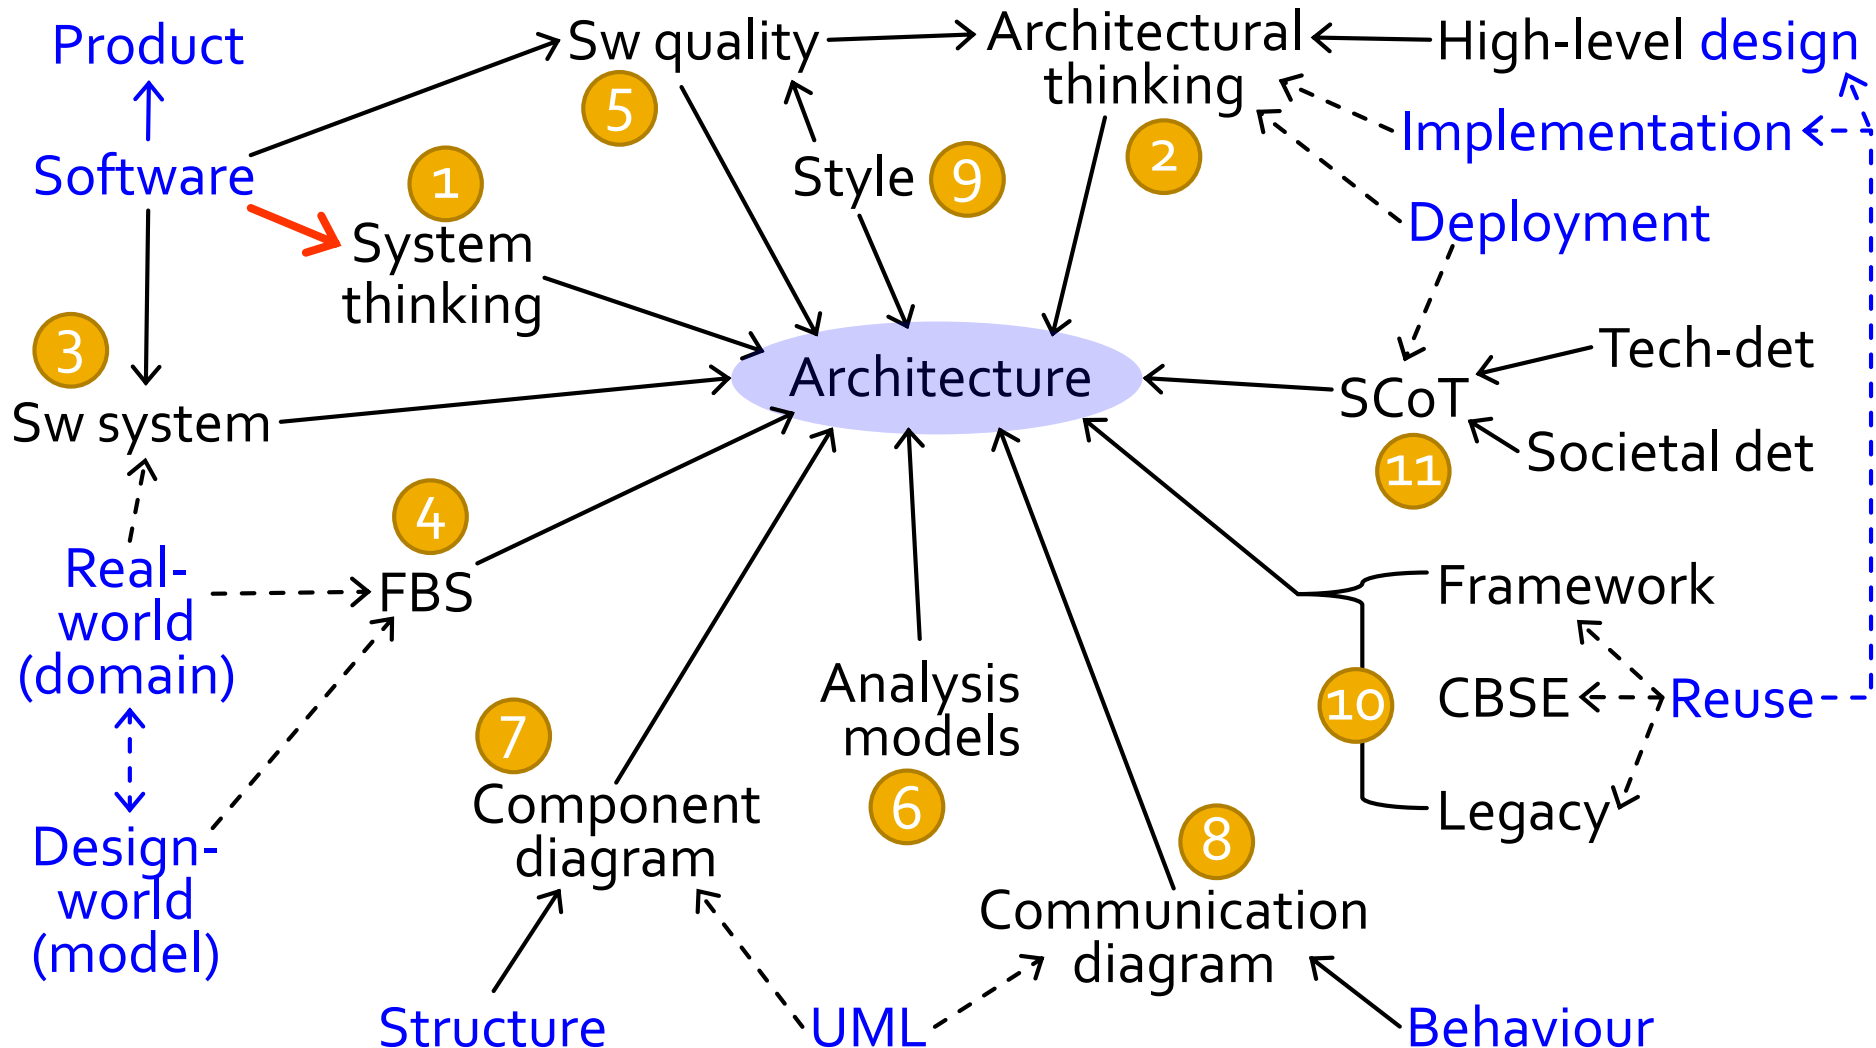 Product
Sw quality
Architectural
thinking
High-level design
5
Implementation
2
Software
1
Style
9
Deployment
System
thinking
3
Architecture
Tech-det
SCoT
Sw system
Societal det
11
4
Real-
world
(domain)
FBS
Framework
Analysis
models
CBSE
Reuse
10
7
6
Component
diagram
Legacy
8
Design-
world
(model)
Communication
diagram
Structure
UML
Behaviour